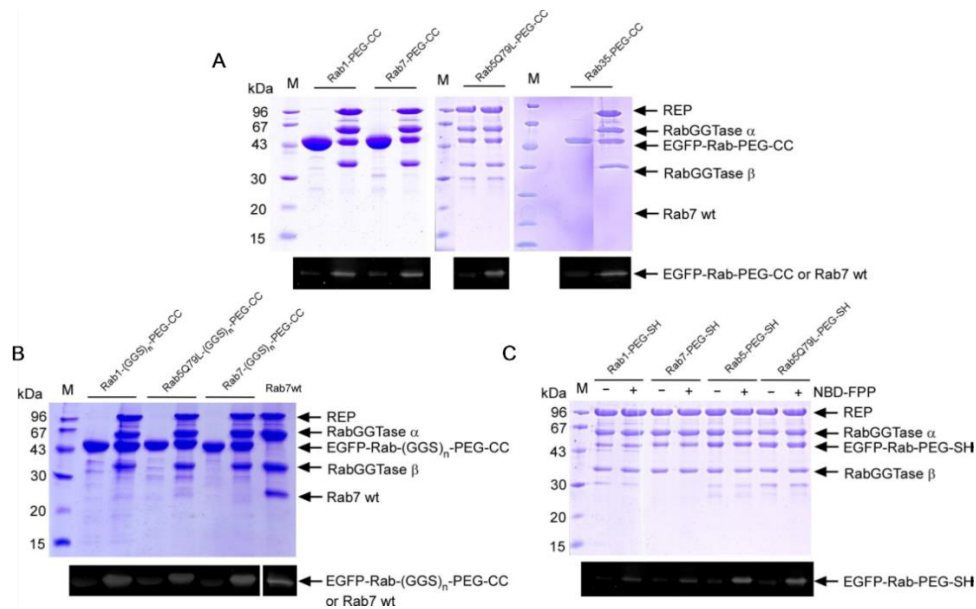 A
Rab1-PEG-CC
Rab7-PEG-CC
Rab5Q79L-PEG-CC
Rab35-PEG-CC
kDa
M
M
M
96
67
43
30
20
15
REP
RabGGTase α
EGFP-Rab-PEG-CC
RabGGTase β
Rab7 wt
EGFP-Rab-PEG-CC or Rab7 wt
B
Rab1-(GGS)n-PEG-CC
Rab5Q79L-(GGS)n-PEG-CC
Rab7-(GGS)n-PEG-CC
Rab7wt
kDa
M
96
67
43
30
20
15
REP
RabGGTase α
EGFP-Rab-(GGS)n-PEG-CC
RabGGTase β
Rab7 wt
EGFP-Rab-(GGS)n-PEG-CC
or Rab7 wt
C
Rab1-PEG-SH
Rab7-PEG-SH
Rab5-PEG-SH
Rab5Q79L-PEG-SH
kDa
M
− + − + − + − + NBD-FPP
96
67
43
30
20
15
REP
RabGGTase α
EGFP-Rab-PEG-SH
RabGGTase β
EGFP-Rab-PEG-SH